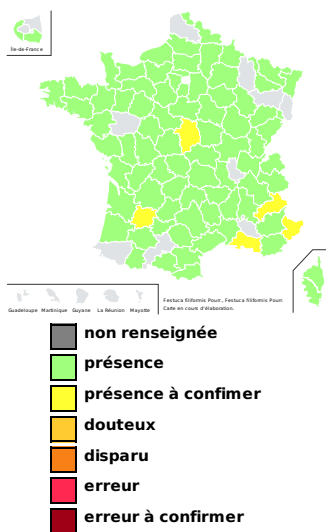 Île-de-France
Guadeloupe Martinique Guyane La Réunion Mayotte
Festuca filiformis Pourr., Festuca filiformis Pourr.
Carte en cours d'élaboration.
non renseignée
présence
présence à confimer
douteux
disparu
erreur
erreur à confirmer